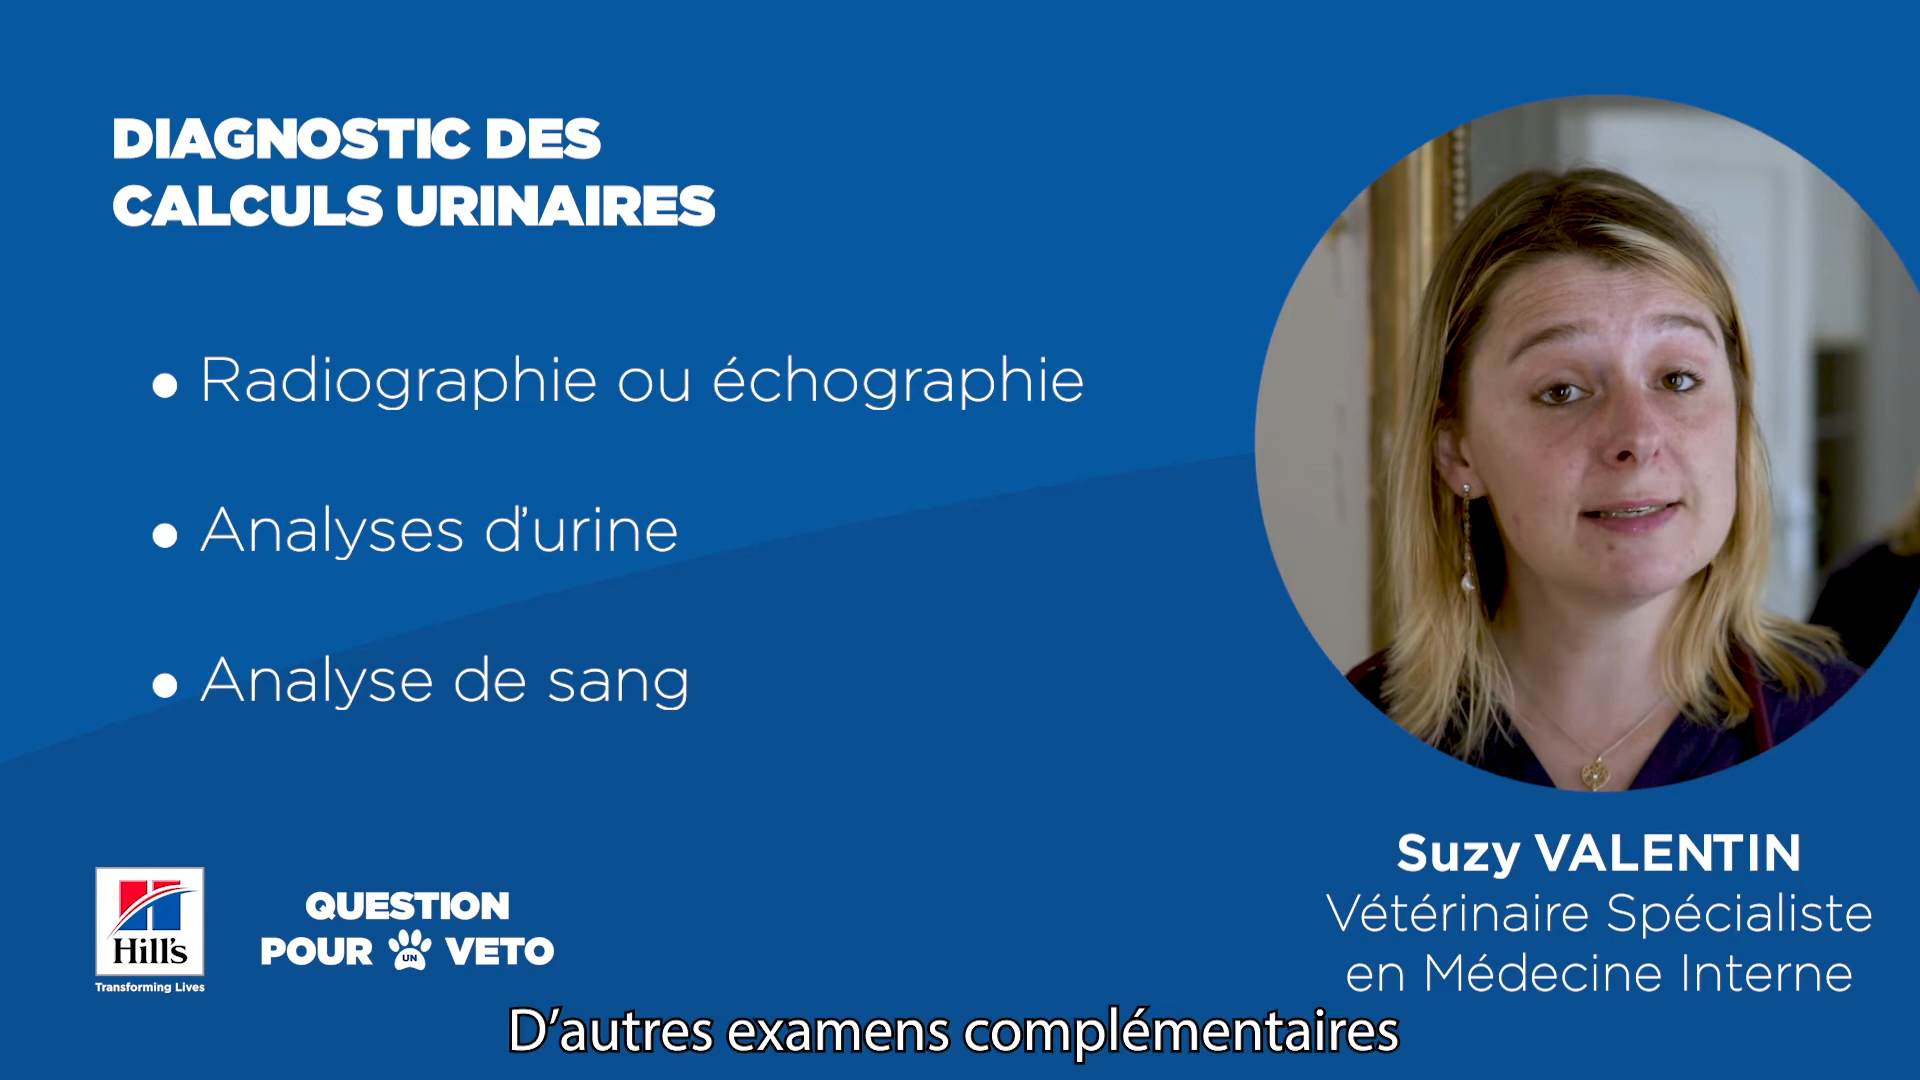 DIAGNOSTIC DES
CALCULS URINAIRES
● Radiographie ou échographie
● Analyses d’urine
● Analyse de sang
Suzy VALENTIN
Vétérinaire Spécialiste
en Médecine Interne
Hill's
Transforming Lives
QUESTION
POUR UN VETO
D’autres examens complémentaires